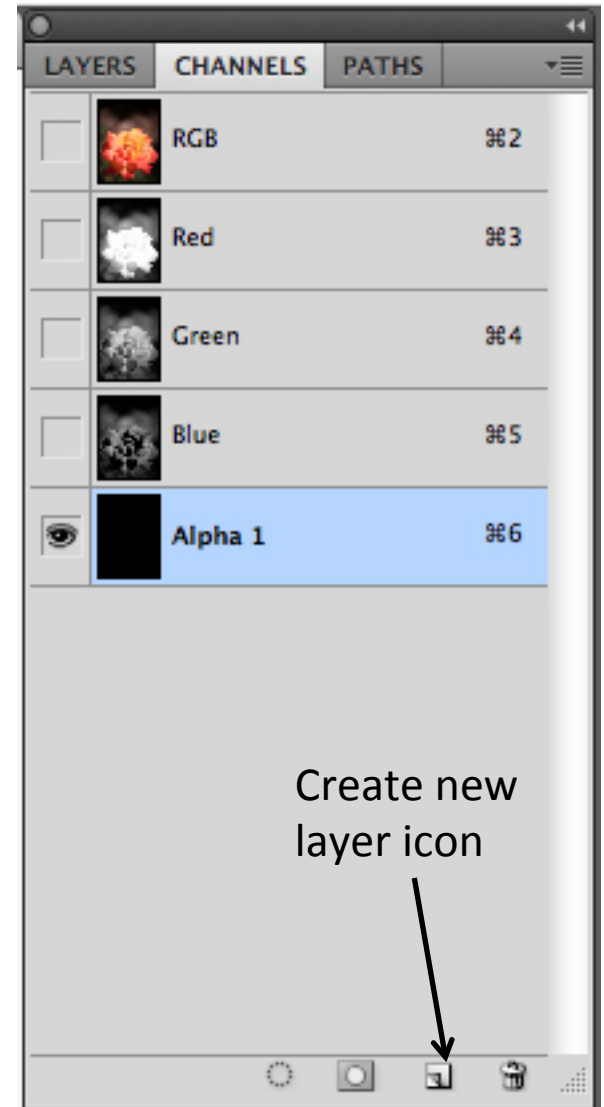 LAYERS CHANNELS PATHS
RGB ⌘2
Red ⌘3
Green ⌘4
Blue ⌘5
Alpha 1 ⌘6
Create new
layer icon